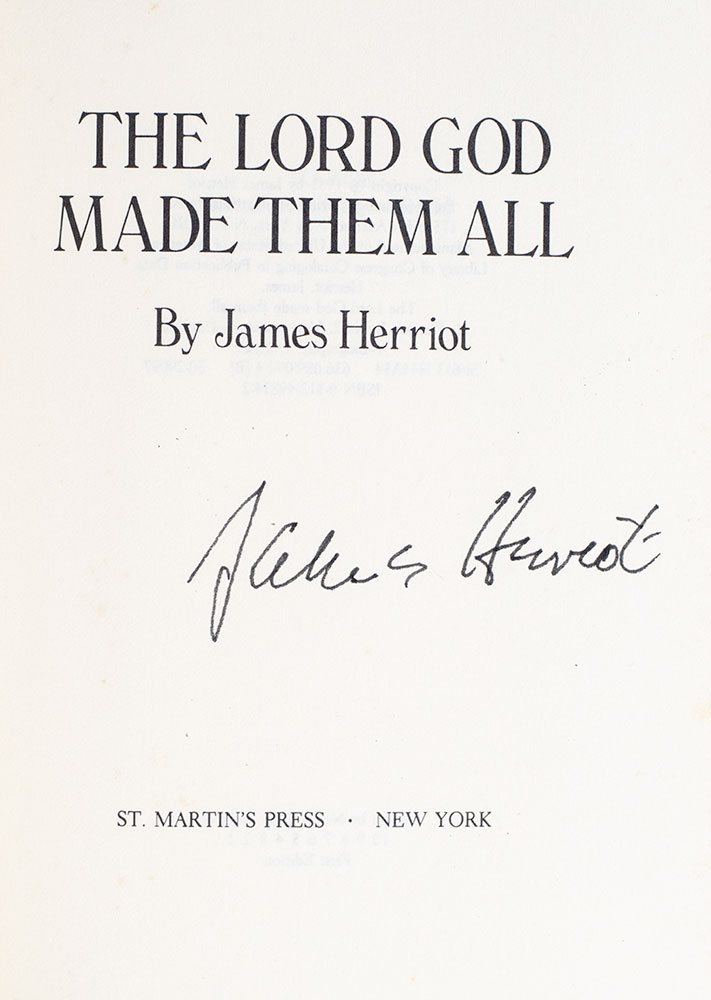 THE LORD GOD
MADE THEM ALL
By James Herriot
James Herriot
ST. MARTIN'S PRESS · NEW YORK